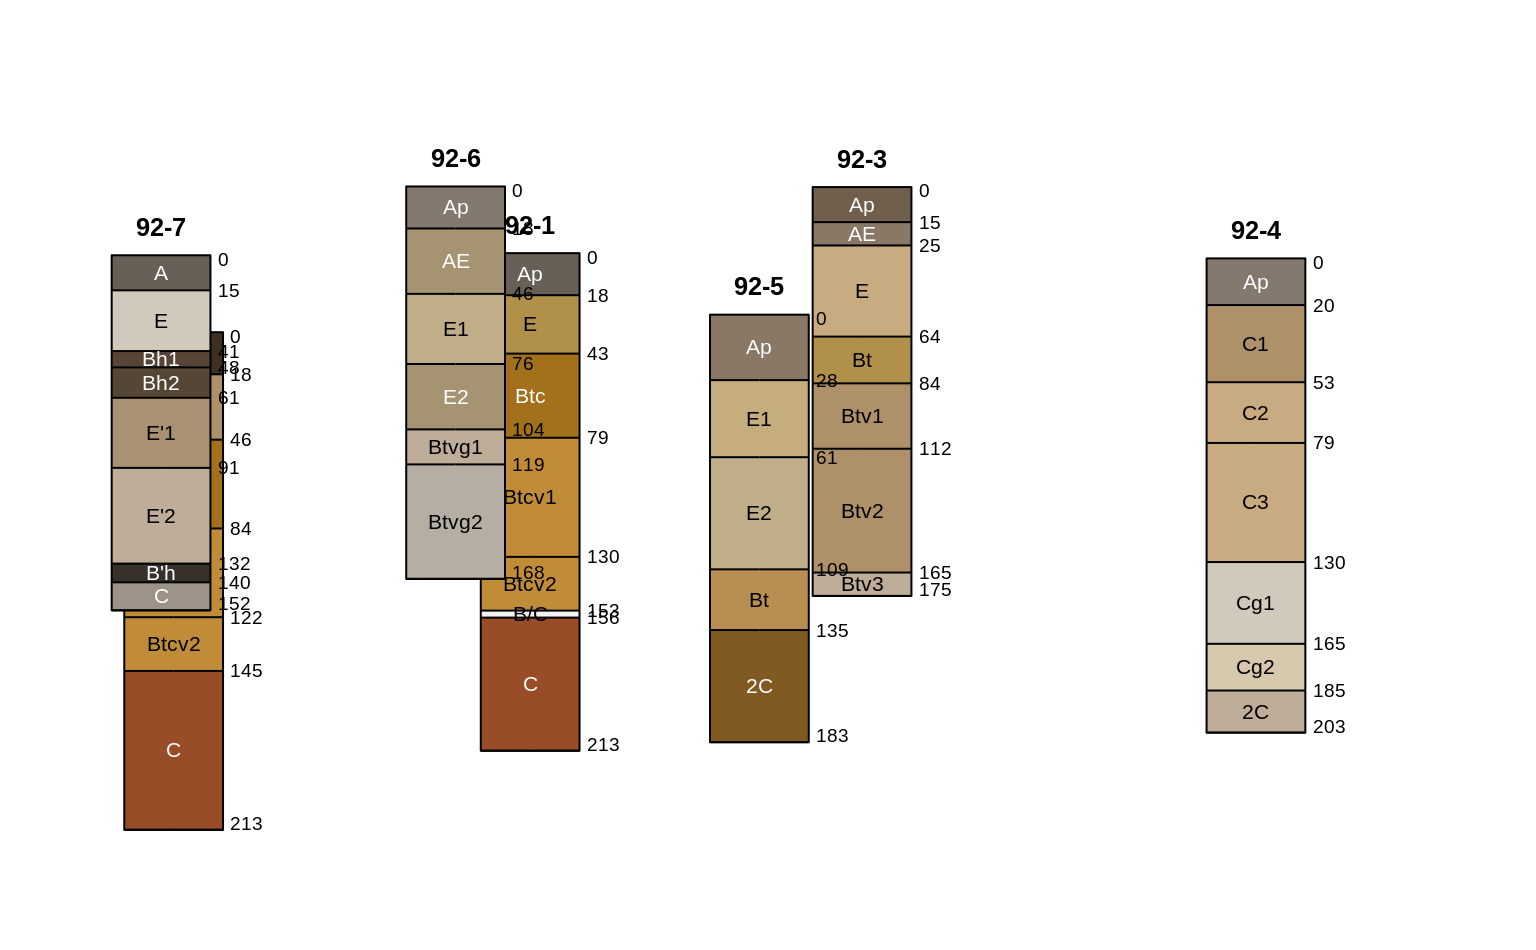 92-7
A
E
Bh1
Bh2
E'1
E'2
B'h
C
0
15
41
48
61
91
132
140
152
Btcv2
C
0
18
46
84
122
145
213
92-6
Ap
AE
E1
E2
Btvg1
Btvg2
0
18
46
76
104
119
168
92-1
Ap
E
Btc
Btcv1
Btcv2
B/C
C
0
18
43
79
130
153
156
213
92-5
Ap
E1
E2
Bt
2C
0
28
61
109
135
183
92-3
Ap
AE
E
Bt
Btv1
Btv2
Btv3
0
15
25
64
84
112
165
175
92-4
Ap
C1
C2
C3
Cg1
Cg2
2C
0
20
53
79
130
165
185
203